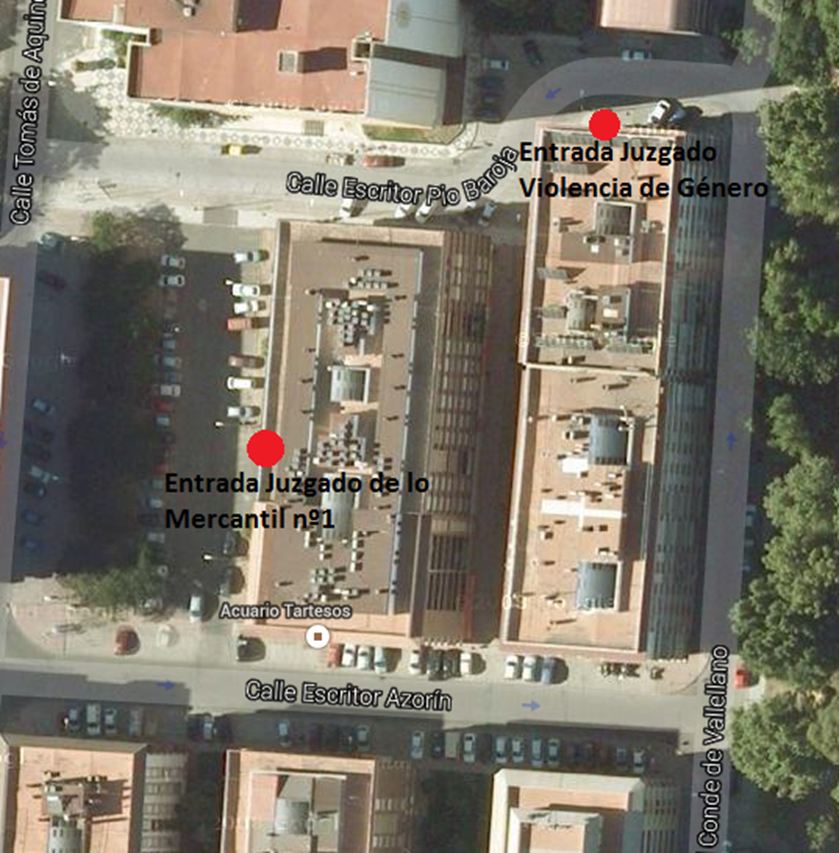 Calle Tomás de Aquino
Entrada Juzgado
Violencia de Género
Calle Escritor Pio Baroja
Entrada Juzgado de lo
Mercantil nº1
Acuario Tartesos
Calle Escritor Azorín
Conde de Vallellano